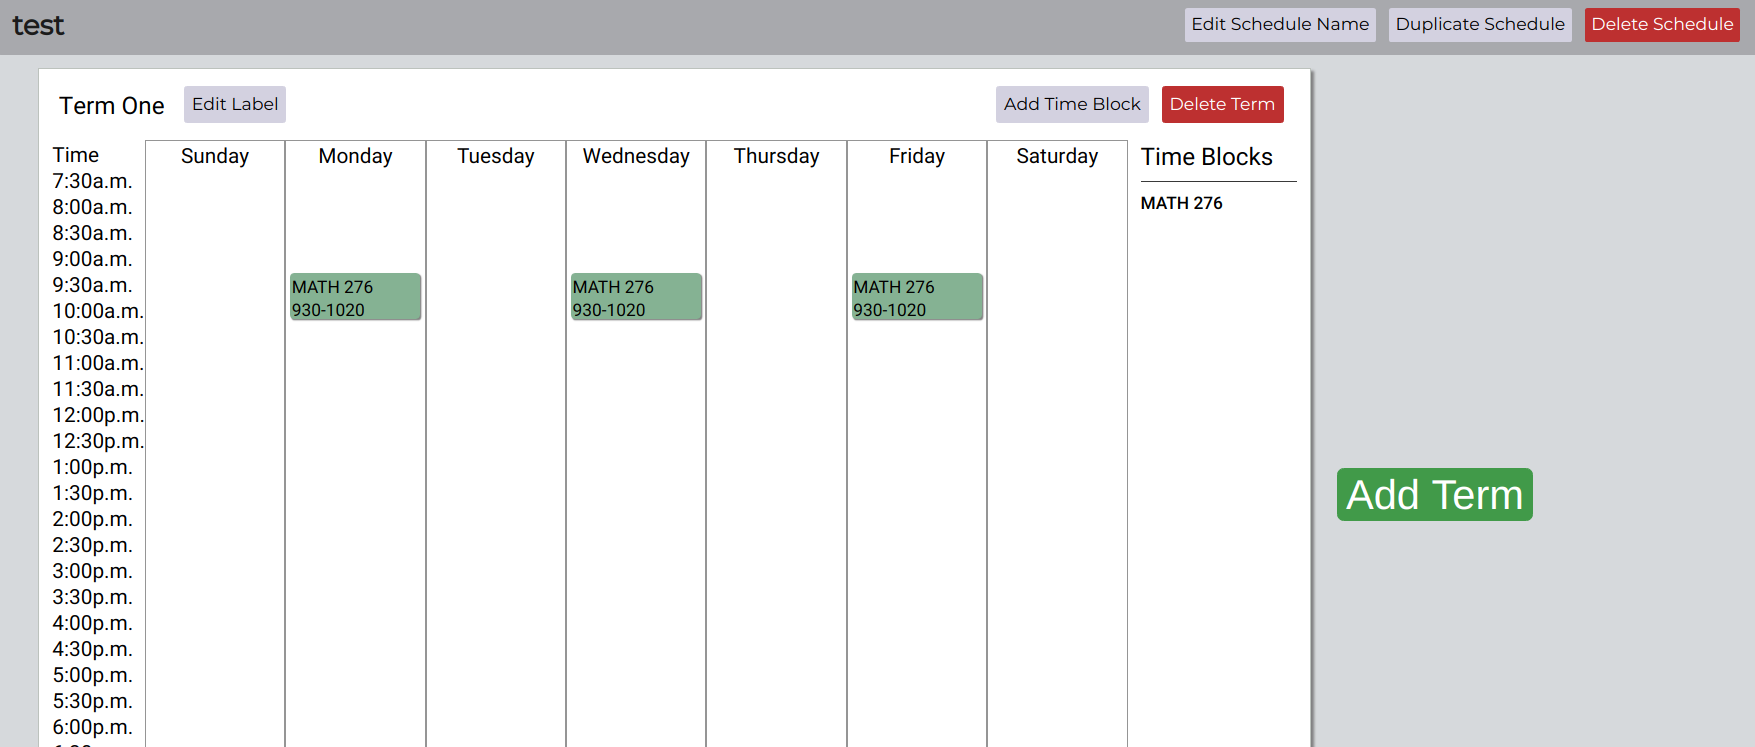 test
Edit Schedule Name Duplicate Schedule Delete Schedule
Term One Edit Label Add Time Block Delete Term
Time Sunday Monday Tuesday Wednesday Thursday Friday Saturday Time Blocks
7:30a.m.
8:00a.m. MATH 276
8:30a.m.
9:00a.m.
9:30a.m. MATH 276 MATH 276 MATH 276
10:00a.m. 930-1020 930-1020 930-1020
10:30a.m.
11:00a.m.
11:30a.m.
12:00p.m.
12:30p.m.
1:00p.m.
1:30p.m. Add Term
2:00p.m.
2:30p.m.
3:00p.m.
3:30p.m.
4:00p.m.
4:30p.m.
5:00p.m.
5:30p.m.
6:00p.m.